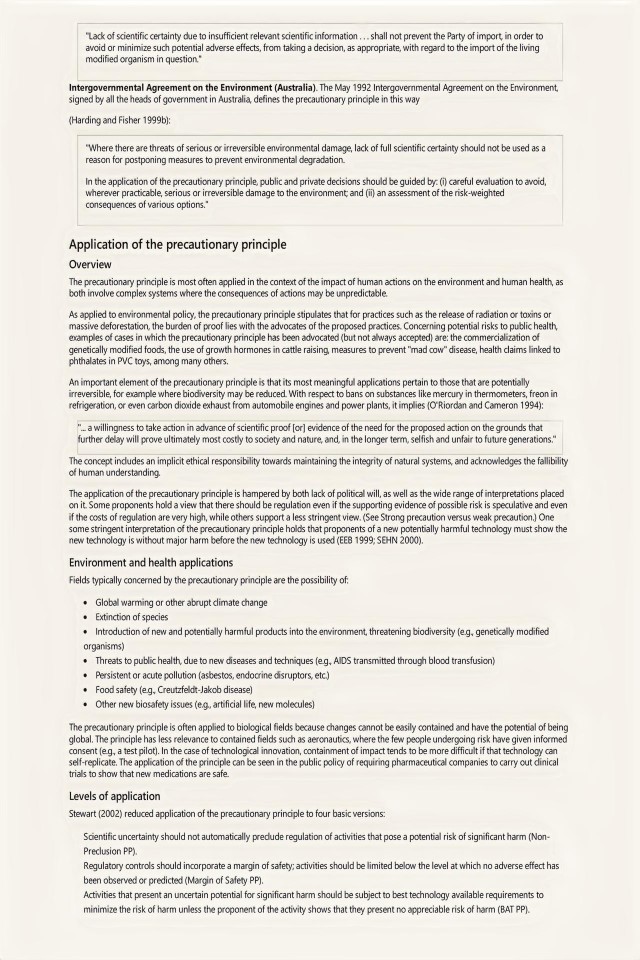 "Lack of scientific certainty due to insufficient relevant scientific information . . . shall not prevent the Party of import, in order to
avoid or minimize such potential adverse effects, from taking a decision, as appropriate, with regard to the import of the living
modified organism in question."
Intergovernmental Agreement on the Environment (Australia). The May 1992 Intergovernmental Agreement on the Environment,
signed by all the heads of government in Australia, defines the precautionary principle in this way
(Harding and Fisher 1999b):
"Where there are threats of serious or irreversible environmental damage, lack of full scientific certainty should not be used as a
reason for postponing measures to prevent environmental degradation.
In the application of the precautionary principle, public and private decisions should be guided by: (i) careful evaluation to avoid,
wherever practicable, serious or irreversible damage to the environment; and (ii) an assessment of the risk-weighted
consequences of various options."
Application of the precautionary principle
Overview
The precautionary principle is most often applied in the context of the impact of human actions on the environment and human health, as
both involve complex systems where the consequences of actions may be unpredictable.
As applied to environmental policy, the precautionary principle stipulates that for practices such as the release of radiation or toxins or
massive deforestation, the burden of proof lies with the advocates of the proposed practices. Concerning potential risks to public health,
examples of cases in which the precautionary principle has been advocated (but not always accepted) are: the commercialization of
genetically modified foods, the use of growth hormones in cattle raising, measures to prevent "mad cow" disease, health claims linked to
phthalates in PVC toys, among many others.
An important element of the precautionary principle is that its most meaningful applications pertain to those that are potentially
irreversible, for example where biodiversity may be reduced. With respect to bans on substances like mercury in thermometers, freon in
refrigeration, or even carbon dioxide exhaust from automobile engines and power plants, it implies (O'Riordan and Cameron 1994):
"... a willingness to take action in advance of scientific proof [or] evidence of the need for the proposed action on the grounds that
further delay will prove ultimately most costly to society and nature, and, in the longer term, selfish and unfair to future generations."
The concept includes an implicit ethical responsibility towards maintaining the integrity of natural systems, and acknowledges the fallibility
of human understanding.
The application of the precautionary principle is hampered by both lack of political will, as well as the wide range of interpretations placed
on it. Some proponents hold a view that there should be regulation even if the supporting evidence of possible risk is speculative and even
if the costs of regulation are very high, while others support a less stringent view. (See Strong precaution versus weak precaution.) One
some stringent interpretation of the precautionary principle holds that proponents of a new potentially harmful technology must show the
new technology is without major harm before the new technology is used (EEB 1999; SEHN 2000).
Environment and health applications
Fields typically concerned by the precautionary principle are the possibility of:
• Global warming or other abrupt climate change
• Extinction of species
• Introduction of new and potentially harmful products into the environment, threatening biodiversity (e.g., genetically modified
organisms)
• Threats to public health, due to new diseases and techniques (e.g., AIDS transmitted through blood transfusion)
• Persistent or acute pollution (asbestos, endocrine disruptors, etc.)
• Food safety (e.g., Creutzfeldt-Jakob disease)
• Other new biosafety issues (e.g., artificial life, new molecules)
The precautionary principle is often applied to biological fields because changes cannot be easily contained and have the potential of being
global. The principle has less relevance to contained fields such as aeronautics, where the few people undergoing risk have given informed
consent (e.g., a test pilot). In the case of technological innovation, containment of impact tends to be more difficult if that technology can
self-replicate. The application of the principle can be seen in the public policy of requiring pharmaceutical companies to carry out clinical
trials to show that new medications are safe.
Levels of application
Stewart (2002) reduced application of the precautionary principle to four basic versions:
Scientific uncertainty should not automatically preclude regulation of activities that pose a potential risk of significant harm (Non-
Preclusion PP).
Regulatory controls should incorporate a margin of safety; activities should be limited below the level at which no adverse effect has
been observed or predicted (Margin of Safety PP).
Activities that present an uncertain potential for significant harm should be subject to best technology available requirements to
minimize the risk of harm unless the proponent of the activity shows that they present no appreciable risk of harm (BAT PP).